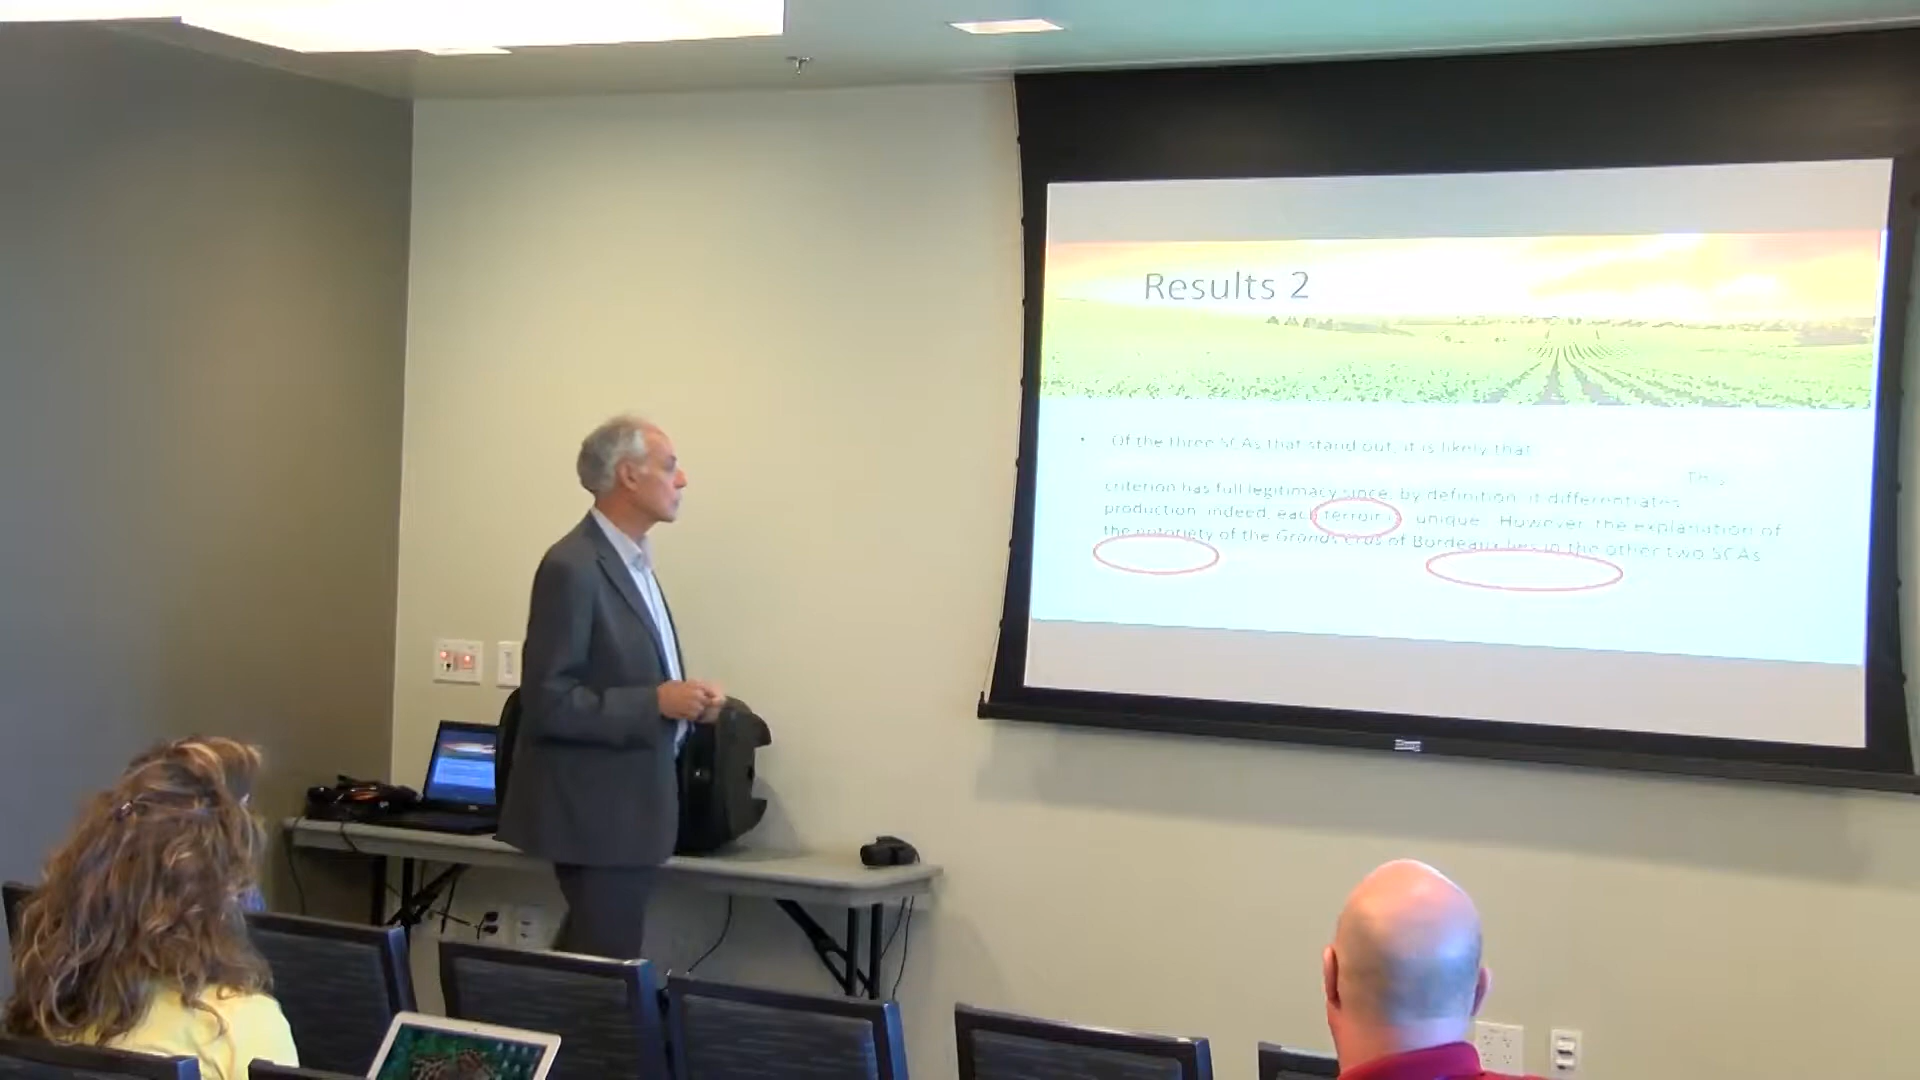 Results 2
• Of the three SCAs that stand out, it is likely that
This
criterion has full legitimacy since, by definition, it differentiates
production indeed, each terroir is unique. However, the explanation of
the notoriety of the Grands Crus of Bordeaux lies in the other two SCAs